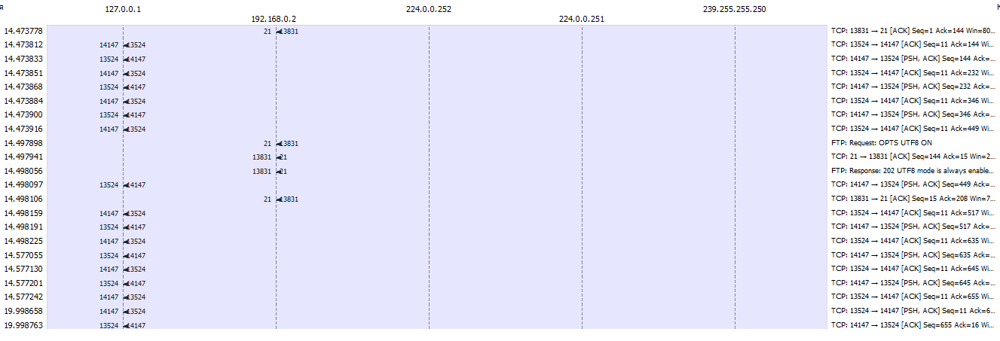 я 127.0.0.1 224.0.0.252 239.255.255.250 К
192.168.0.2 224.0.0.251
14.473778 21 13831 TCP: 13831 → 21 [ACK] Seq=1 Ack=144 Win=80...
14.473812 14147 13524 TCP: 13524 → 14147 [ACK] Seq=11 Ack=144 Wi...
14.473833 13524 14147 TCP: 14147 → 13524 [PSH, ACK] Seq=144 Ack=...
14.473851 14147 13524 TCP: 13524 → 14147 [ACK] Seq=11 Ack=232 Wi...
14.473868 13524 14147 TCP: 14147 → 13524 [PSH, ACK] Seq=232 Ack=...
14.473884 14147 13524 TCP: 13524 → 14147 [ACK] Seq=11 Ack=346 Wi...
14.473900 13524 14147 TCP: 14147 → 13524 [PSH, ACK] Seq=346 Ack=...
14.473916 14147 13524 TCP: 13524 → 14147 [ACK] Seq=11 Ack=449 Wi...
14.497898 21 13831 FTP: Request: OPTS UTF8 ON
14.497941 13831 21 TCP: 21 → 13831 [ACK] Seq=144 Ack=15 Win=2...
14.498056 13831 21 FTP: Response: 202 UTF8 mode is always enable...
14.498097 13524 14147 TCP: 14147 → 13524 [PSH, ACK] Seq=449 Ack=...
14.498106 21 13831 TCP: 13831 → 21 [ACK] Seq=15 Ack=208 Win=7...
14.498159 14147 13524 TCP: 13524 → 14147 [ACK] Seq=11 Ack=517 Wi...
14.498191 13524 14147 TCP: 14147 → 13524 [PSH, ACK] Seq=517 Ack=...
14.498225 14147 13524 TCP: 13524 → 14147 [ACK] Seq=11 Ack=635 Wi...
14.577055 13524 14147 TCP: 14147 → 13524 [PSH, ACK] Seq=635 Ack=...
14.577130 14147 13524 TCP: 13524 → 14147 [ACK] Seq=11 Ack=645 Wi...
14.577201 13524 14147 TCP: 14147 → 13524 [PSH, ACK] Seq=645 Ack=...
14.577242 14147 13524 TCP: 13524 → 14147 [ACK] Seq=11 Ack=655 Wi...
19.998658 14147 13524 TCP: 13524 → 14147 [PSH, ACK] Seq=11 Ack=6...
19.998763 13524 14147 TCP: 14147 → 13524 [ACK] Seq=655 Ack=16 Wi...